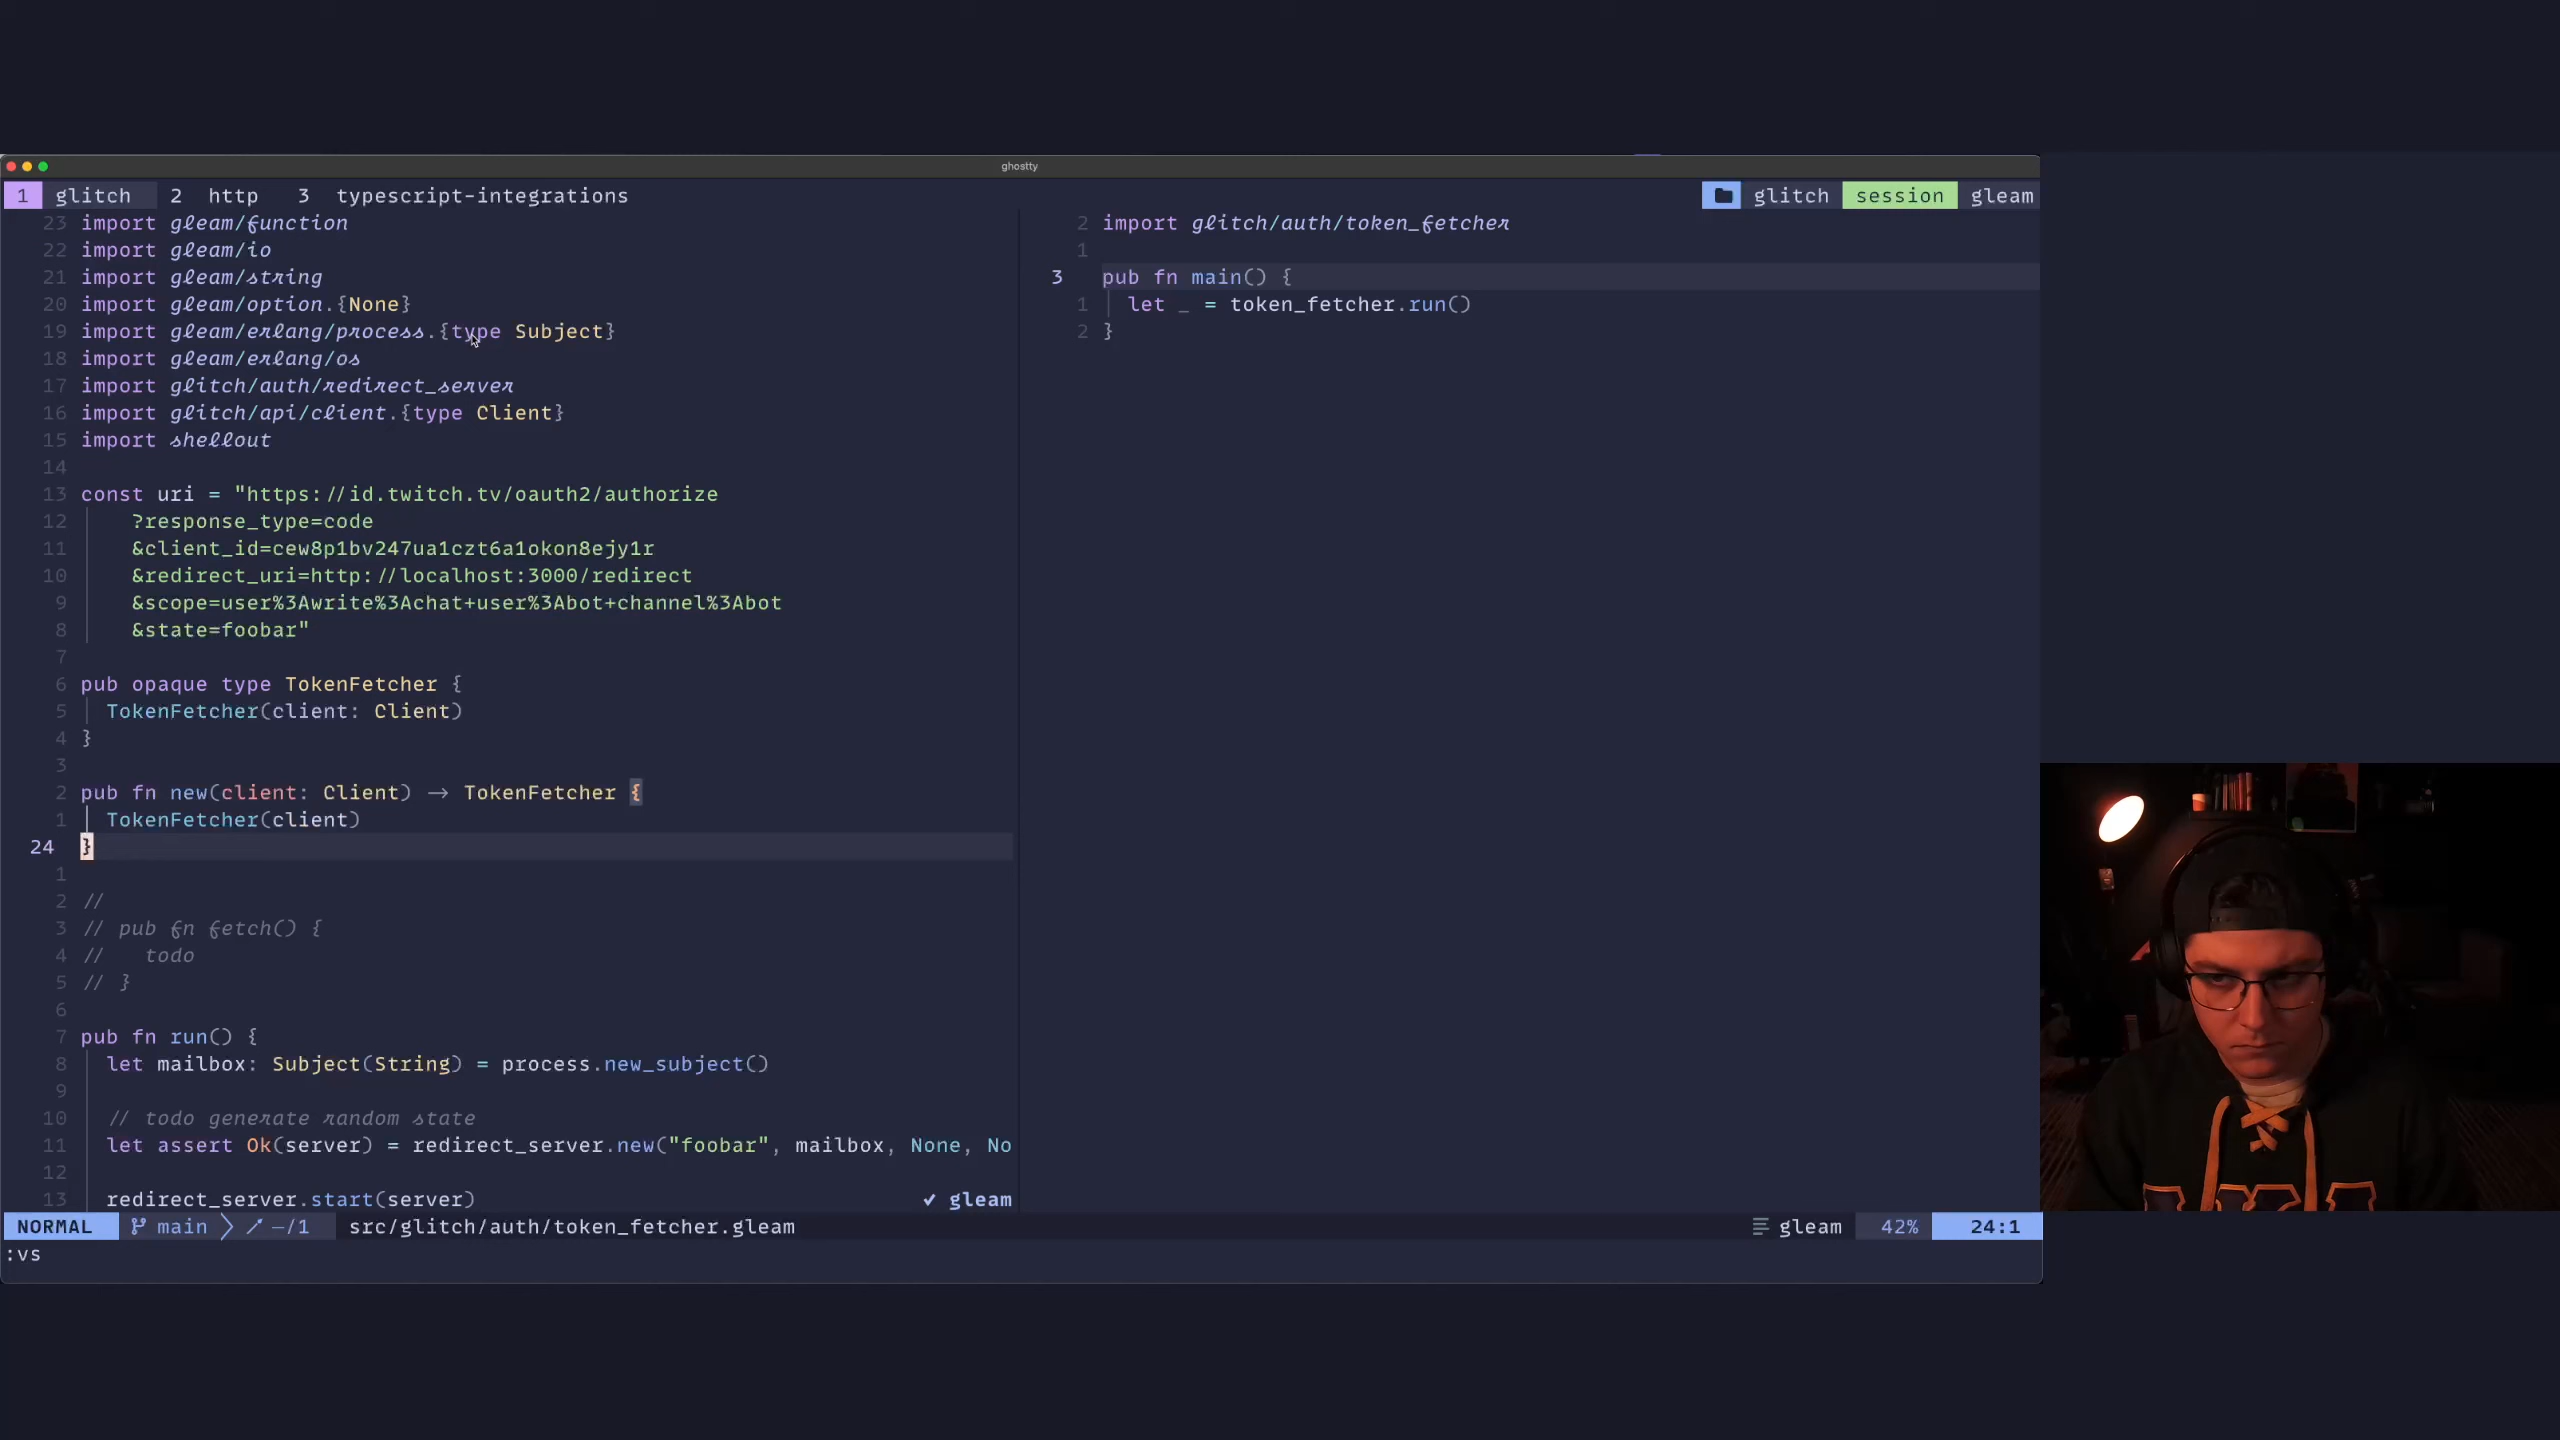 ghostty
1 glitch 2 http 3 typescript-integrations
glitch session gleam
23 import gleam/function
22 import gleam/io
21 import gleam/string
20 import gleam/option.{None}
19 import gleam/erlang/process.{type Subject}
18 import gleam/erlang/os
17 import glitch/auth/redirect_server
16 import glitch/api/client.{type Client}
15 import shellout
14
13 const uri = "https://id.twitch.tv/oauth2/authorize
12 ?response_type=code
11 &client_id=cew8p1bv247ua1czt6a1okon8ejy1r
10 &redirect_uri=http://localhost:3000/redirect
9 &scope=user%3Awrite%3Achat+user%3Abot+channel%3Abot
8 &state=foobar"
7
6 pub opaque type TokenFetcher {
5 TokenFetcher(client: Client)
4 }
3
2 pub fn new(client: Client) -> TokenFetcher {
1 TokenFetcher(client)
24 }
1
2 //
3 // pub fn fetch() {
4 //   todo
5 // }
6
7 pub fn run() {
8 let mailbox: Subject(String) = process.new_subject()
9
10 // todo generate random state
11 let assert Ok(server) = redirect_server.new("foobar", mailbox, None, No
12
13 redirect_server.start(server)
✓ gleam
2 import glitch/auth/token_fetcher
1
3 pub fn main() {
1 let _ = token_fetcher.run()
2 }
NORMAL main −/1 src/glitch/auth/token_fetcher.gleam
gleam 42% 24:1
:vs